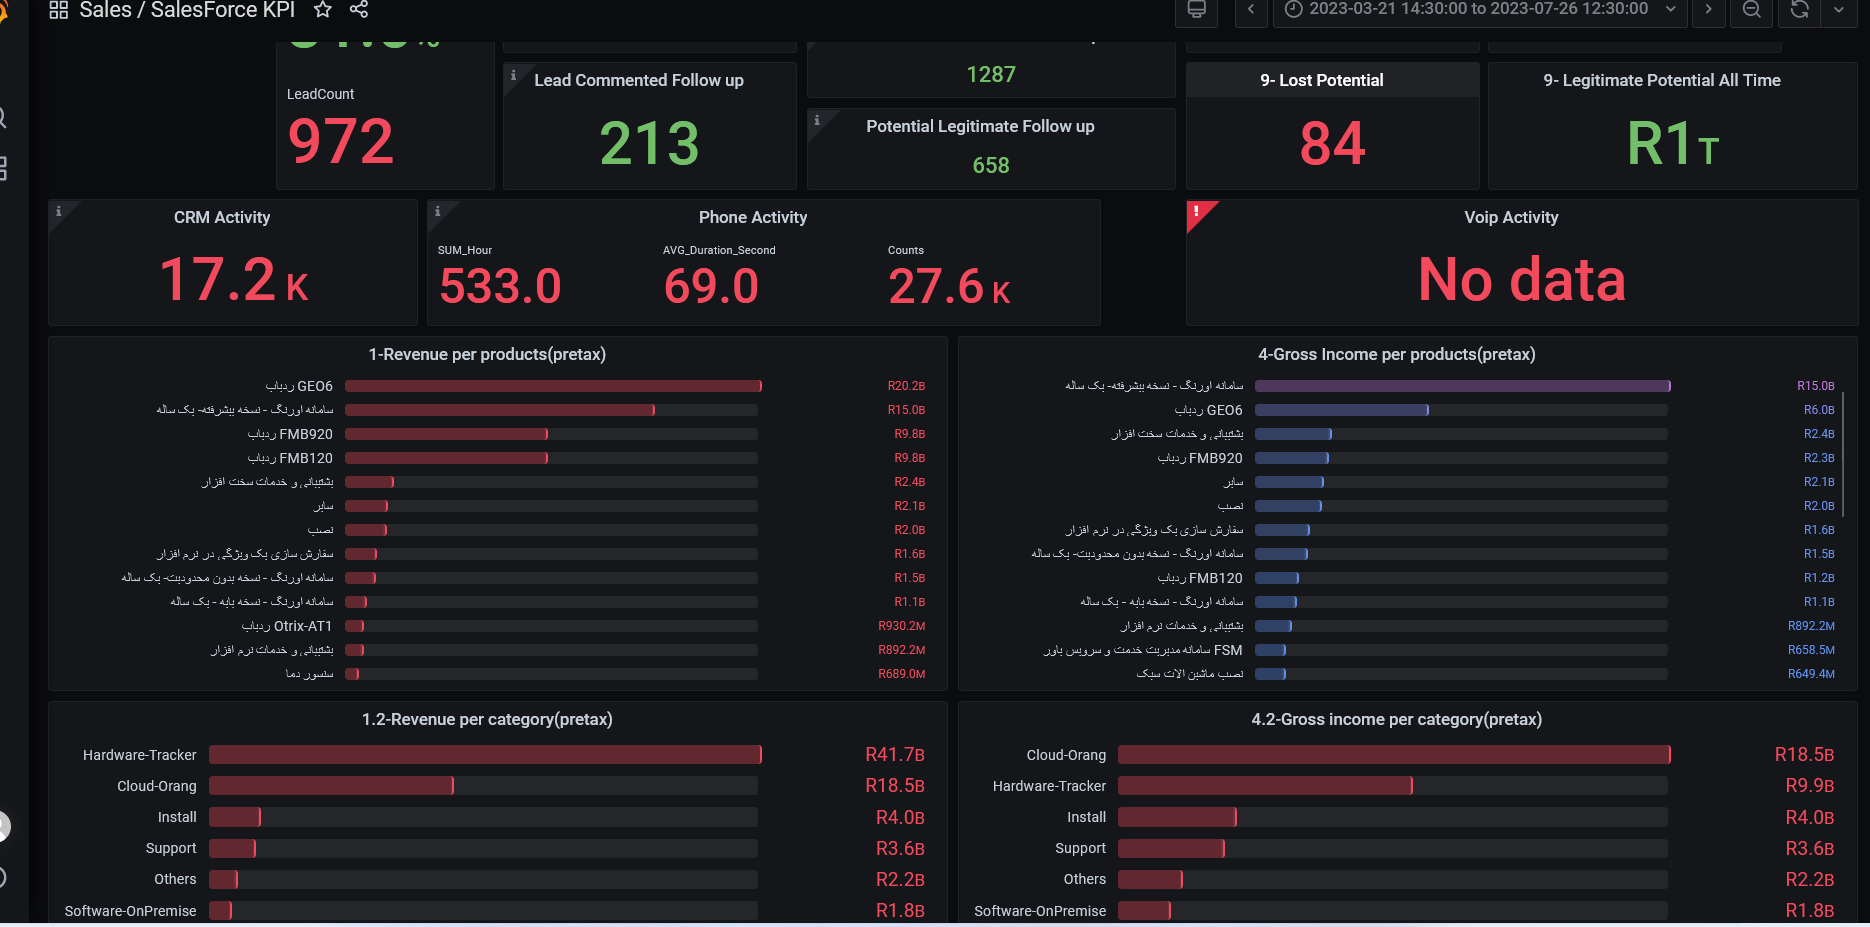 Sales / SalesForce KPI
2023-03-21 14:30:00 to 2023-07-26 12:30:00
LeadCount
972
Lead Commented Follow up
213
1287
Potential Legitimate Follow up
658
9- Lost Potential
84
9- Legitimate Potential All Time
R1T
CRM Activity
17.2 K
Phone Activity
SUM_Hour
533.0
AVG_Duration_Second
69.0
Counts
27.6 K
Voip Activity
No data
1-Revenue per products(pretax)
ردیاب GEO6 R20.2B
سامانه اورنگ - نسخه پیشرفته- یک ساله R15.0B
ردیاب FMB920 R9.8B
ردیاب FMB120 R9.8B
پشتیبانی و خدمات سخت افزار R2.4B
سایر R2.1B
نصب R2.0B
سفارش سازی یک ویژگی در نرم افزار R1.6B
سامانه اورنگ - نسخه بدون محدودیت- یک ساله R1.5B
سامانه اورنگ - نسخه پایه - یک ساله R1.1B
ردیاب Otrix-AT1 R930.2M
پشتیبانی و خدمات نرم افزار R892.2M
سنسور دما R689.0M
4-Gross Income per products(pretax)
سامانه اورنگ - نسخه پیشرفته- یک ساله R15.0B
ردیاب GEO6 R6.0B
پشتیبانی و خدمات سخت افزار R2.4B
ردیاب FMB920 R2.3B
سایر R2.1B
نصب R2.0B
سفارش سازی یک ویژگی در نرم افزار R1.6B
سامانه اورنگ - نسخه بدون محدودیت- یک ساله R1.5B
ردیاب FMB120 R1.2B
سامانه اورنگ - نسخه پایه - یک ساله R1.1B
پشتیبانی و خدمات نرم افزار R892.2M
سامانه مدیریت خدمت و سرویس یاور FSM R658.5M
نصب ماشین الات سبک R649.4M
1.2-Revenue per category(pretax)
Hardware-Tracker R41.7B
Cloud-Orang R18.5B
Install R4.0B
Support R3.6B
Others R2.2B
Software-OnPremise R1.8B
4.2-Gross income per category(pretax)
Cloud-Orang R18.5B
Hardware-Tracker R9.9B
Install R4.0B
Support R3.6B
Others R2.2B
Software-OnPremise R1.8B